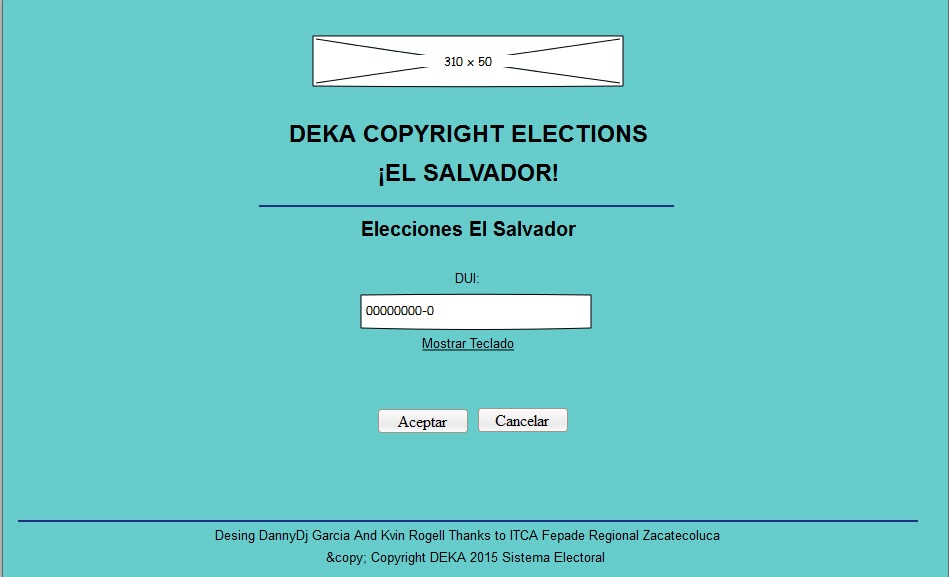 310 x 50
DEKA COPYRIGHT ELECTIONS
¡EL SALVADOR!
Elecciones El Salvador
DUI:
00000000-0
Mostrar Teclado
Aceptar Cancelar
Desing DannyDj Garcia And Kvin Rogell Thanks to ITCA Fepade Regional Zacatecoluca
&copy; Copyright DEKA 2015 Sistema Electoral